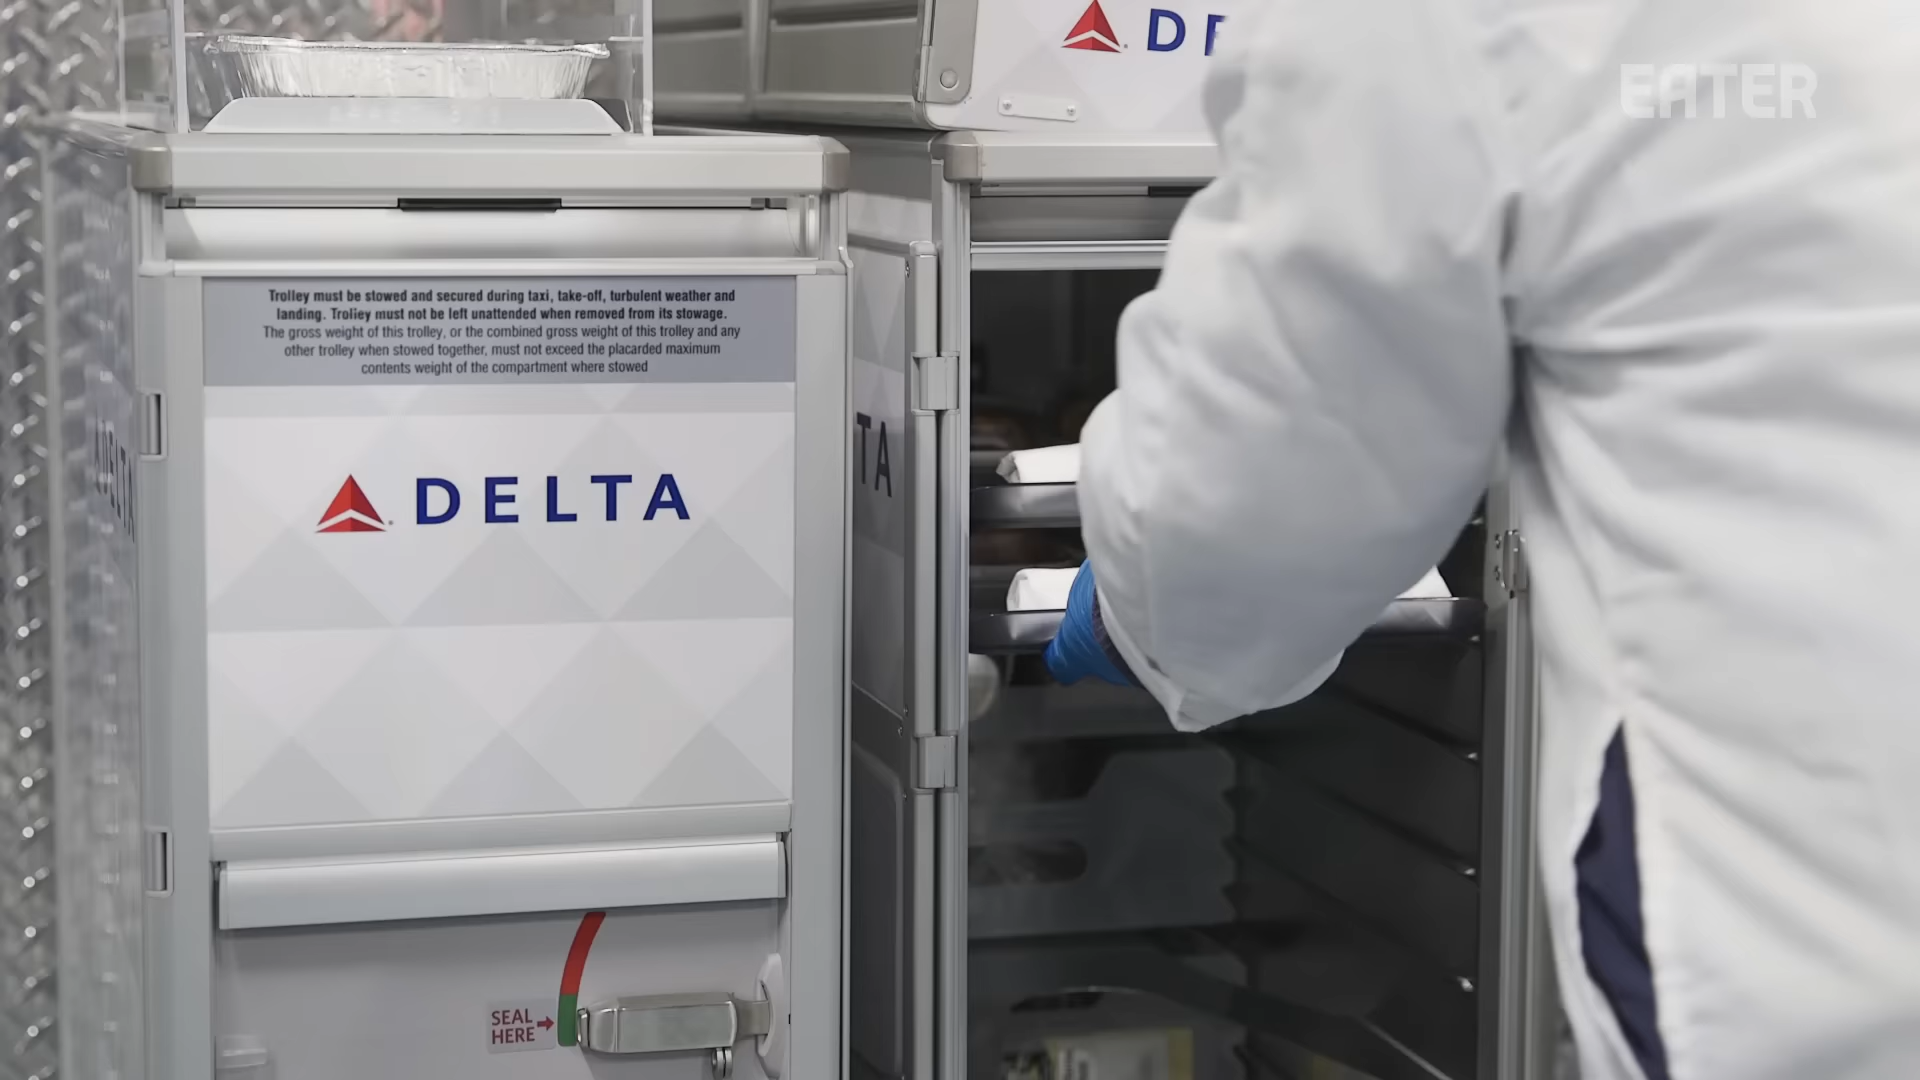 DE
EATER
Trolley must be stowed and secured during taxi, take-off, turbulent weather and
landing. Trolley must not be left unattended when removed from its stowage.
The gross weight of this trolley, or the combined gross weight of this trolley and any
other trolley when stowed together, must not exceed the placarded maximum
contents weight of the compartment where stowed
DELTA
TA
DELTA
SEAL
HERE